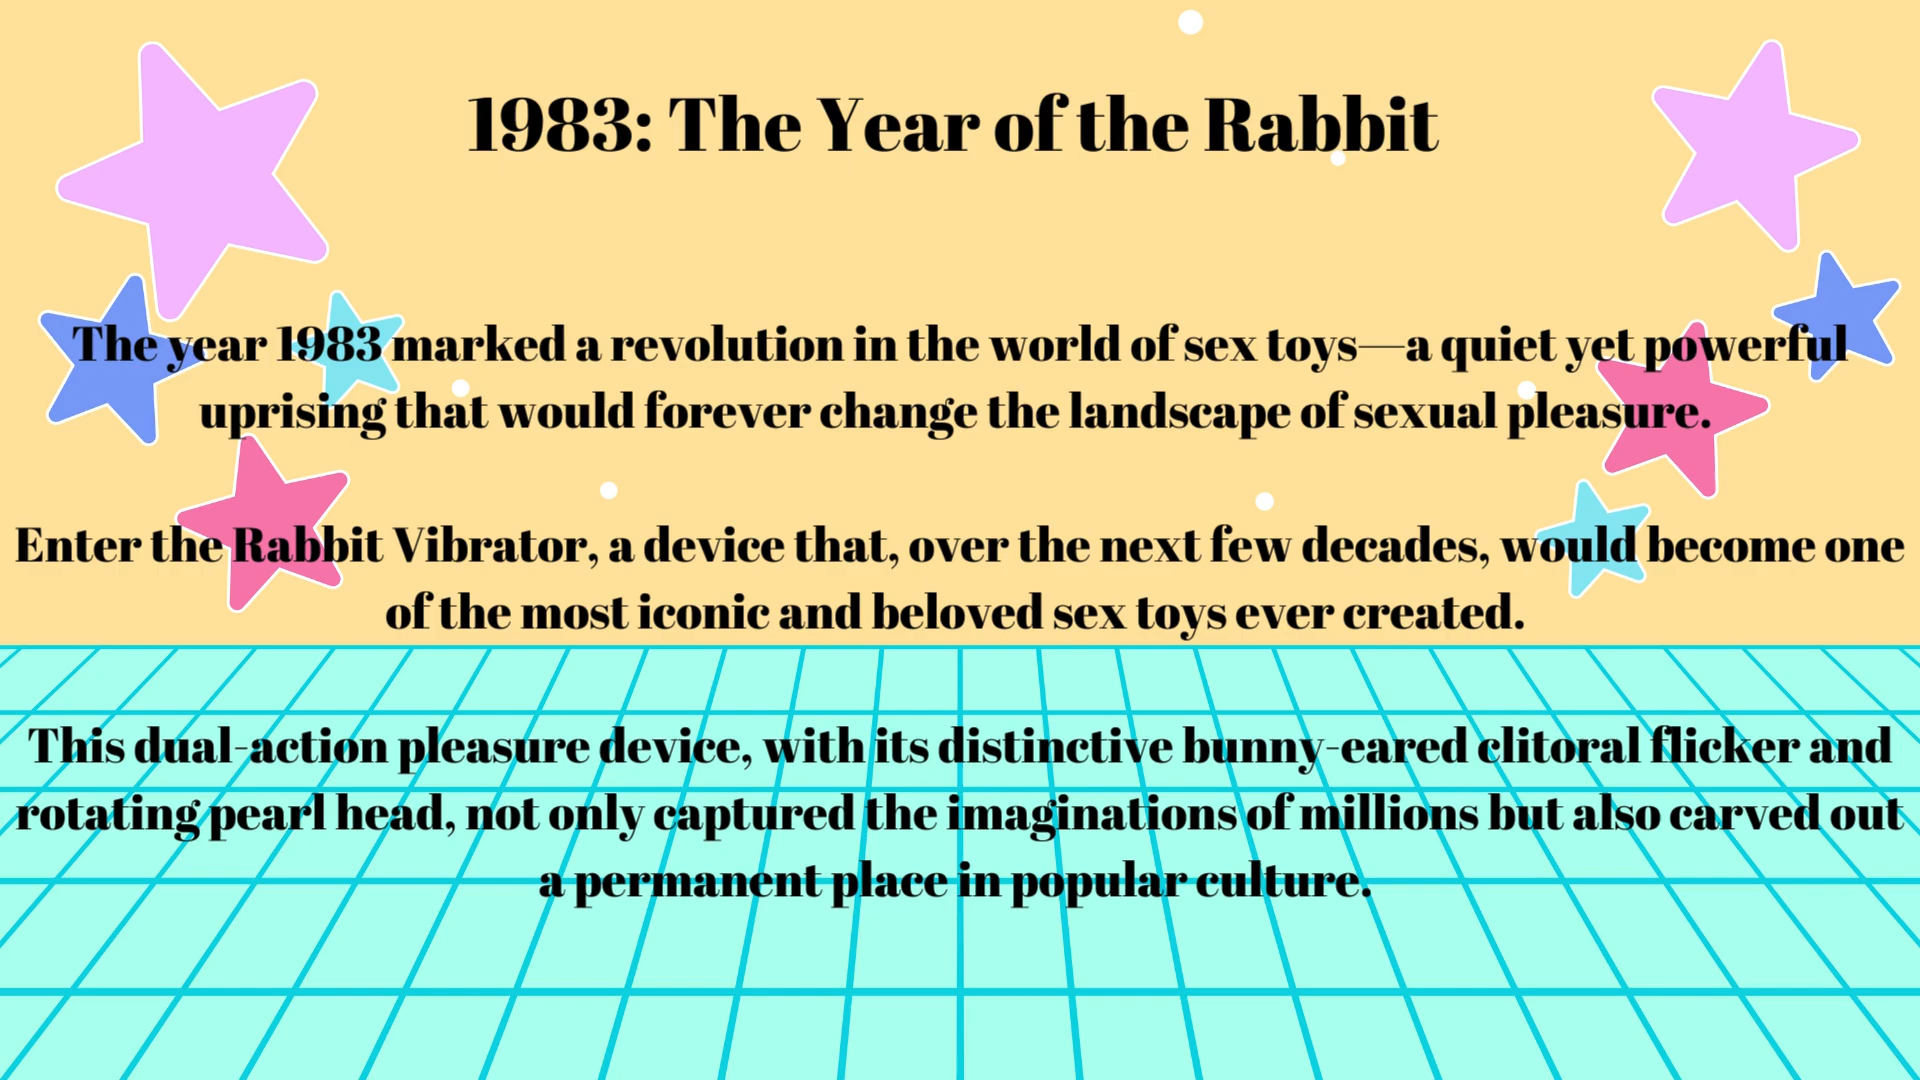 1983: The Year of the Rabbit
The year 1983 marked a revolution in the world of sex toys—a quiet yet powerful
uprising that would forever change the landscape of sexual pleasure.
Enter the Rabbit Vibrator, a device that, over the next few decades, would become one
of the most iconic and beloved sex toys ever created.
This dual-action pleasure device, with its distinctive bunny-eared clitoral flicker and
rotating pearl head, not only captured the imaginations of millions but also carved out
a permanent place in popular culture.